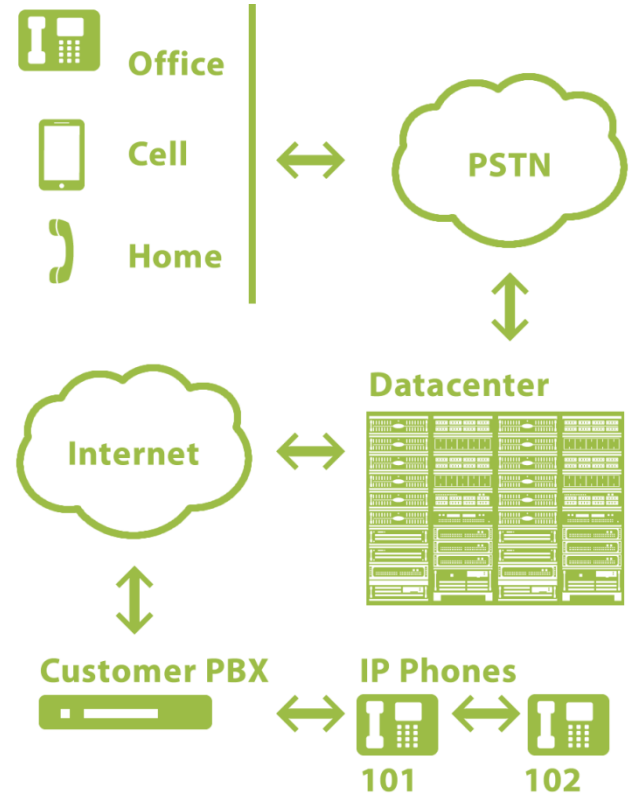 Office
Cell
PSTN
Home
Datacenter
Internet
Customer PBX
IP Phones
101
102